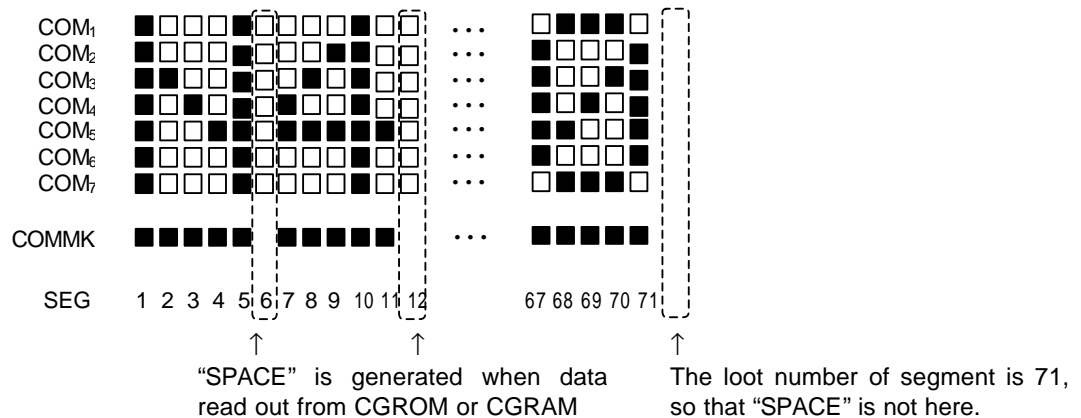 COM₁ ...
COM₂ ...
COM₃ ...
COM₄ ...
COM₅ ...
COM₆ ...
COM₇ ...
COMMK ...
SEG 1 2 3 4 5 6 7 8 9 10 11 12 67 68 69 70 71
↑ ↑ ↑
“SPACE” is generated when data
read out from CGROM or CGRAM
The loot number of segment is 71,
so that “SPACE” is not here.